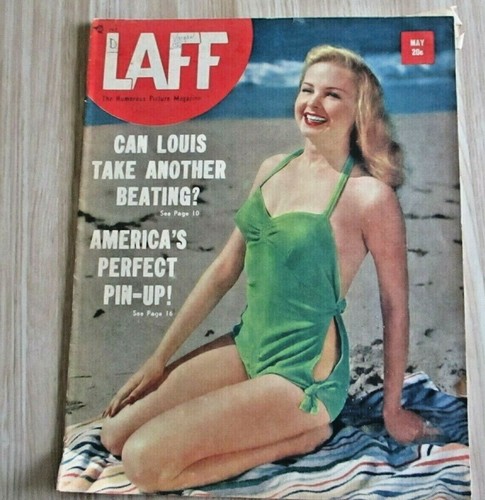 LAFF
The Humorous Picture Magazine
MAY
20c
CAN LOUIS
TAKE ANOTHER
BEATING?
See Page 10
AMERICA'S
PERFECT
PIN-UP!
See Page 16